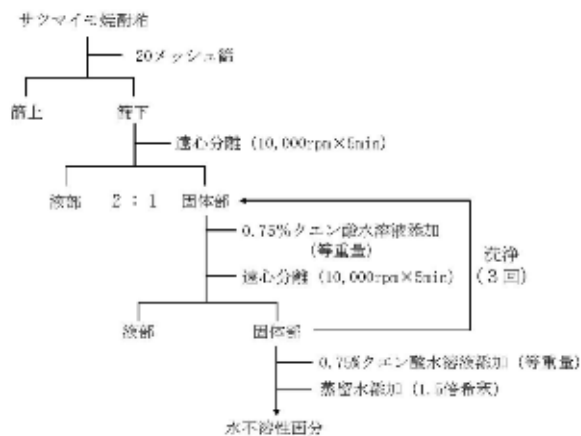 サツマイモ焼酎粕
20メッシュ篩
篩上 篩下
遠心分離 (10,000rpm×5min)
液部 2：1 固体部
0.75%クエン酸水溶液添加
(等重量)
遠心分離 (10,000rpm×5min)
洗浄
(3回)
液部 固体部
0.75%クエン酸水溶液添加 (等重量)
蒸留水添加 (1.5倍希釈)
水不溶性画分